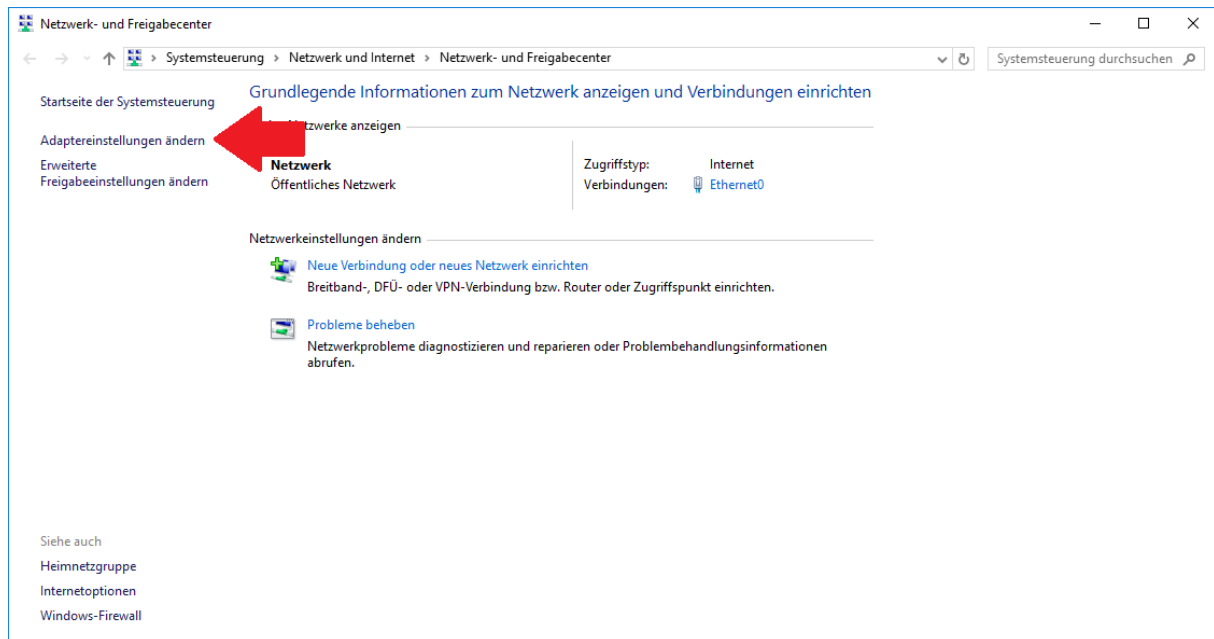 Netzwerk- und Freigabecenter
Systemsteuerung > Netzwerk und Internet > Netzwerk- und Freigabecenter
Systemsteuerung durchsuchen
Startseite der Systemsteuerung
Adaptereinstellungen ändern
Erweiterte
Freigabeeinstellungen ändern
Grundlegende Informationen zum Netzwerk anzeigen und Verbindungen einrichten
anzeigen
Netzwerk
Öffentliches Netzwerk
Zugriffstyp: Internet
Verbindungen: Ethernet0
Netzwerkeinstellungen ändern
Neue Verbindung oder neues Netzwerk einrichten
Breitband-, DFÜ- oder VPN-Verbindung bzw. Router oder Zugriffspunkt einrichten.
Probleme beheben
Netzwerkprobleme diagnostizieren und reparieren oder Problembehandlungsinformationen
abrufen.
Siehe auch
Heimnetzgruppe
Internetoptionen
Windows-Firewall